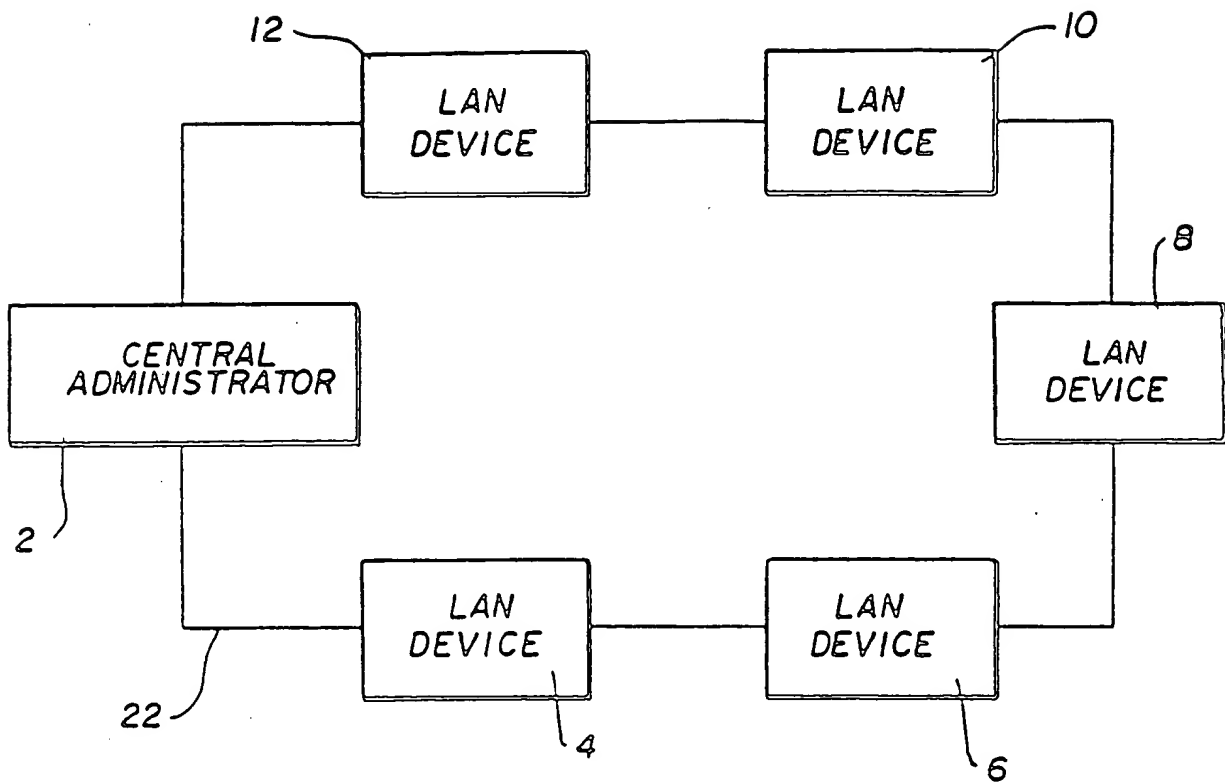 12
10
LAN
DEVICE
LAN
DEVICE
8
CENTRAL
ADMINISTRATOR
LAN
DEVICE
2
LAN
DEVICE
LAN
DEVICE
22
4
6